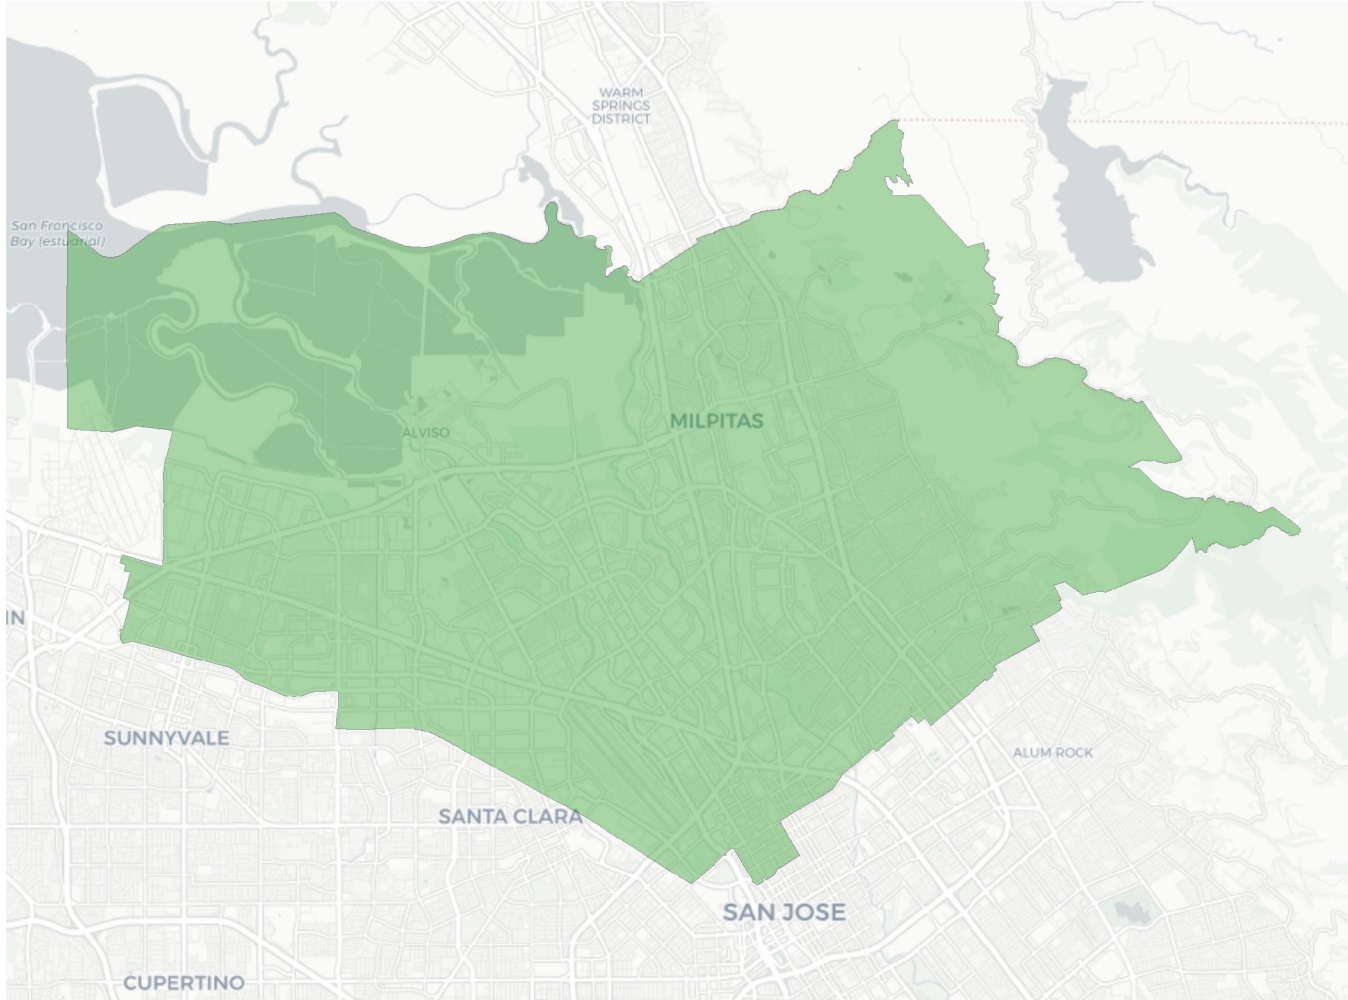 WARM
SPRINGS
DISTRICT
San Francisco
Bay (estuarial)
MILPITAS
ALVISO
IN
SUNNYVALE
ALUM ROCK
SANTA CLARA
SAN JOSE
CUPERTINO